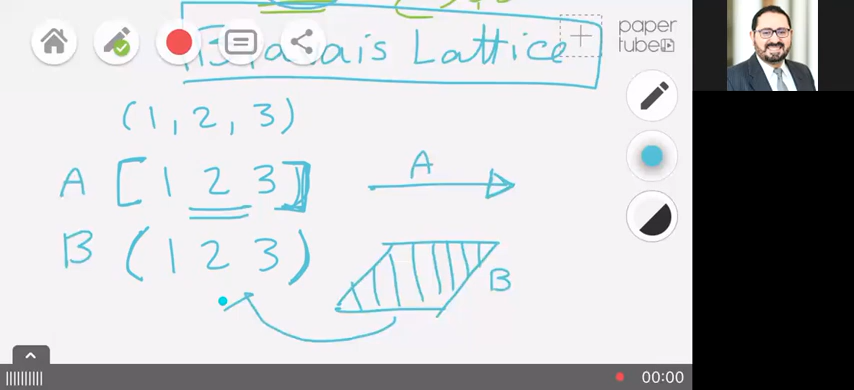 Lattice
paper
tube
(1, 2, 3)
A [1 2 3]
A
B (1 2 3)
B
00:00